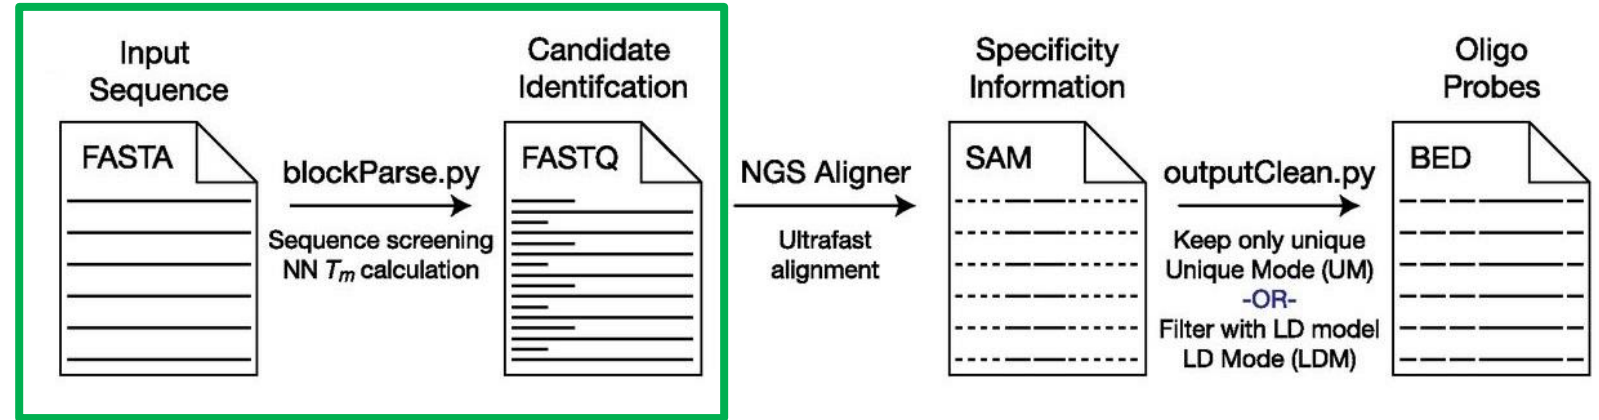 Input
Sequence
FASTA
blockParse.py
Sequence screening
NN Tm calculation
Candidate
Identifcation
FASTQ
NGS Aligner
Ultrafast
alignment
Specificity
Information
SAM
outputClean.py
Keep only unique
Unique Mode (UM)
-OR-
Filter with LD model
LD Mode (LDM)
Oligo
Probes
BED